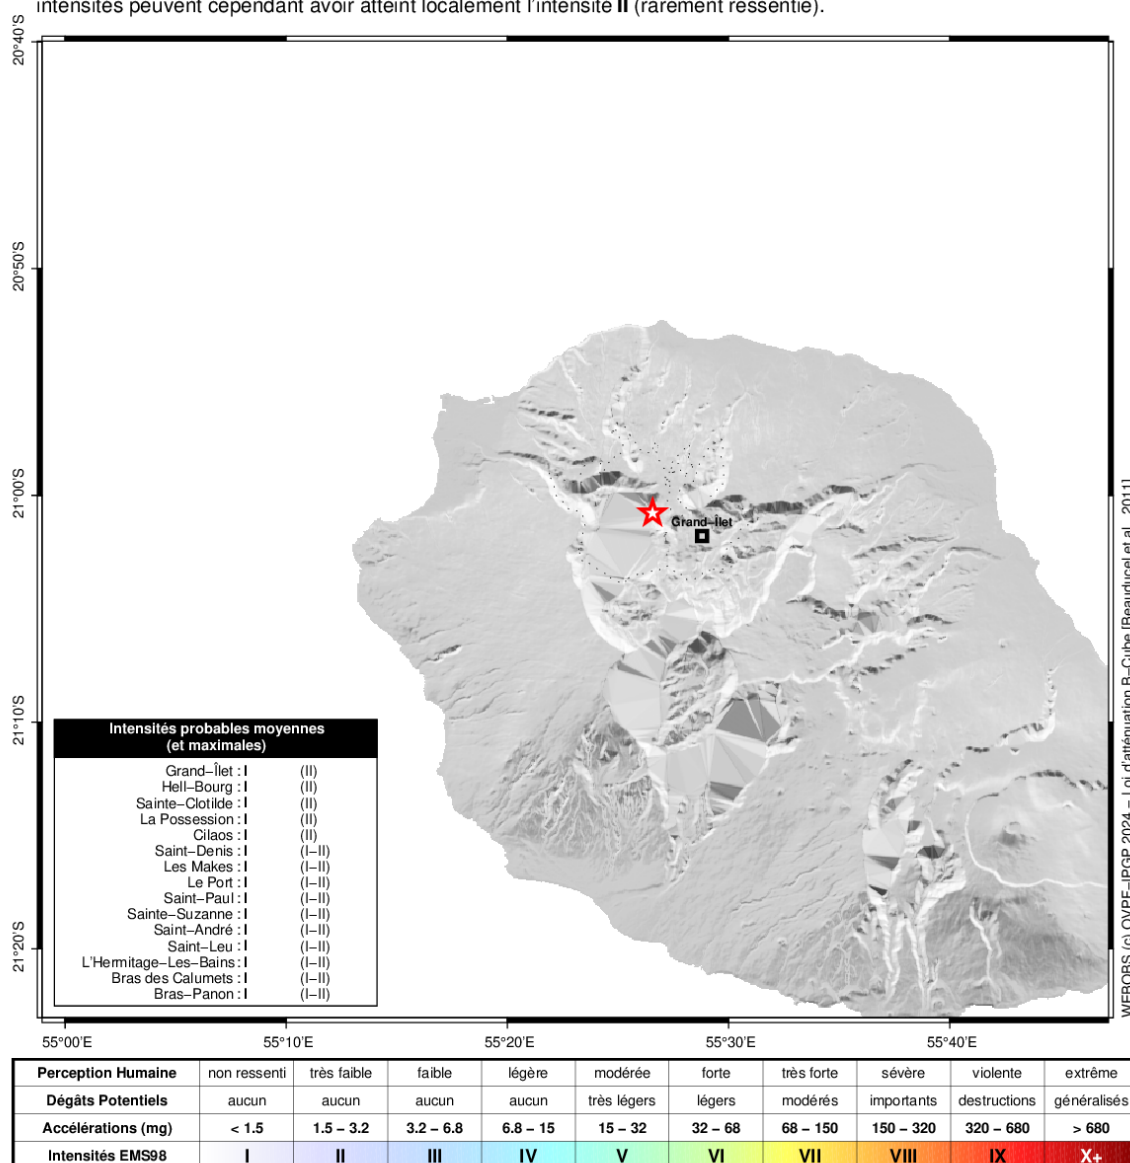 intensités peuvent cependant avoir atteint localement l'intensité II (rarement ressentie).
20°40'S
20°50'S
21°00'S
21°10'S
21°20'S
Grand–Îlet
Intensités probables moyennes
(et maximales)
Grand–Îlet : I (II)
Hell–Bourg : I (II)
Sainte–Clotilde : I (II)
La Possession : I (II)
Cilaos : I (II)
Saint–Denis : I (I–II)
Les Makes : I (I–II)
Le Port : I (I–II)
Saint–Paul : I (I–II)
Sainte–Suzanne : I (I–II)
Saint–André : I (I–II)
Saint–Leu : I (I–II)
L'Hermitage–Les–Bains : I (I–II)
Bras des Calumets : I (I–II)
Bras–Panon : I (I–II)
WEBOBS (c) OVPF–IPGP 2024 – Loi d'atténuation B–Cube [Beauducel et al., 2011]
55°00'E 55°10'E 55°20'E 55°30'E 55°40'E
Perception Humaine non ressenti très faible faible légère modérée forte très forte sévère violente extrême
Dégâts Potentiels aucun aucun aucun aucun très légers légers modérés importants destructions généralisés
Accélérations (mg) < 1.5 1.5 – 3.2 3.2 – 6.8 6.8 – 15 15 – 32 32 – 68 68 – 150 150 – 320 320 – 680 > 680
Intensités EMS98 I II III IV V VI VII VIII IX X+